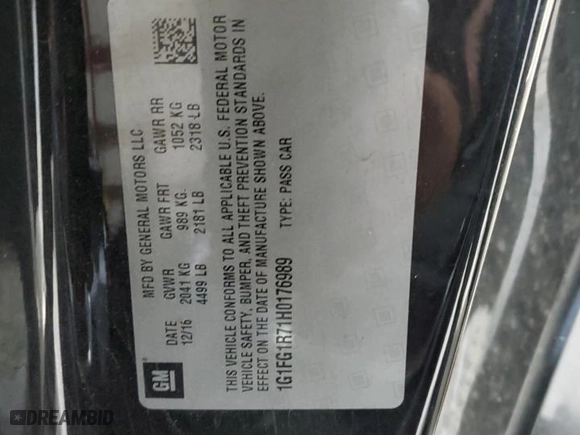 MFD BY GENERAL MOTORS LLC
DATE GVWR GAWR FRT GAWR RR
12/16 2041 KG 989 KG 1052 KG
4499 LB 2181 LB 2318 LB
THIS VEHICLE CONFORMS TO ALL APPLICABLE U.S. FEDERAL MOTOR
VEHICLE SAFETY, BUMPER, AND THEFT PREVENTION STANDARDS IN
EFFECT ON THE DATE OF MANUFACTURE SHOWN ABOVE.
1G1FG1R71H0176989 TYPE: PASS CAR
GM
DREAMBID